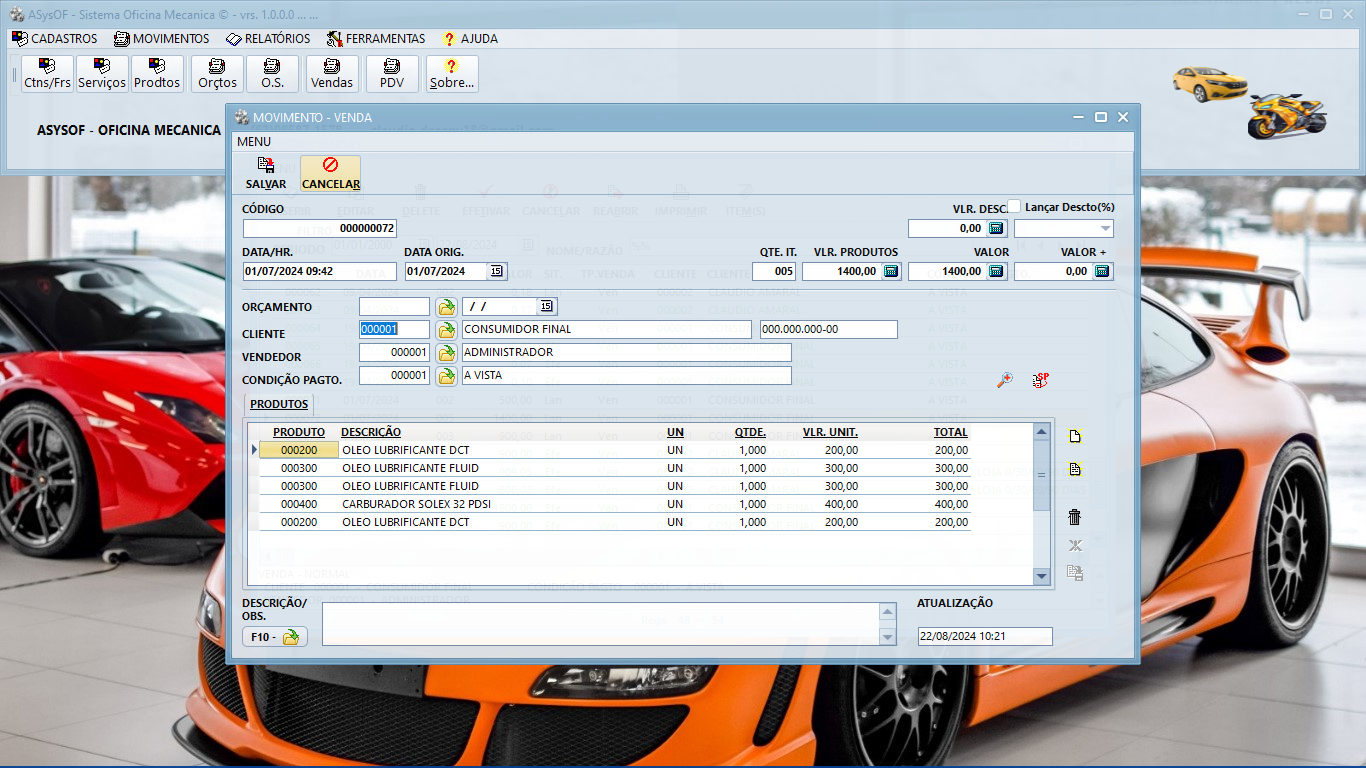 ASysOF - Sistema Oficina Mecanica © - vrs. 1.0.0.0 ... ...
CADASTROS MOVIMENTOS RELATÓRIOS FERRAMENTAS AJUDA
Ctns/Frs Serviços Prodtos Orçtos O.S. Vendas PDV Sobre...
ASYSOF - OFICINA MECANICA
MOVIMENTO - VENDA
MENU
SALVAR CANCELAR
CÓDIGO VLR. DESC. Lançar Descto(%)
000000072 0,00
DATA/HR. DATA ORIG. QTE. IT. VLR. PRODUTOS VALOR VALOR +
01/07/2024 09:42 01/07/2024 15 005 1400,00 1400,00 0,00
ORÇAMENTO / / 15
CLIENTE 000001 CONSUMIDOR FINAL 000.000.000-00
VENDEDOR 000001 ADMINISTRADOR
CONDIÇÃO PAGTO. 000001 A VISTA SP
PRODUTOS
PRODUTO DESCRIÇÃO UN QTDE. VLR. UNIT. TOTAL
000200 OLEO LUBRIFICANTE DCT UN 1,000 200,00 200,00
000300 OLEO LUBRIFICANTE FLUID UN 1,000 300,00 300,00
000300 OLEO LUBRIFICANTE FLUID UN 1,000 300,00 300,00
000400 CARBURADOR SOLEX 32 PDSI UN 1,000 400,00 400,00
000200 OLEO LUBRIFICANTE DCT UN 1,000 200,00 200,00
DESCRIÇÃO/ ATUALIZAÇÃO
OBS.
F10 - 22/08/2024 10:21